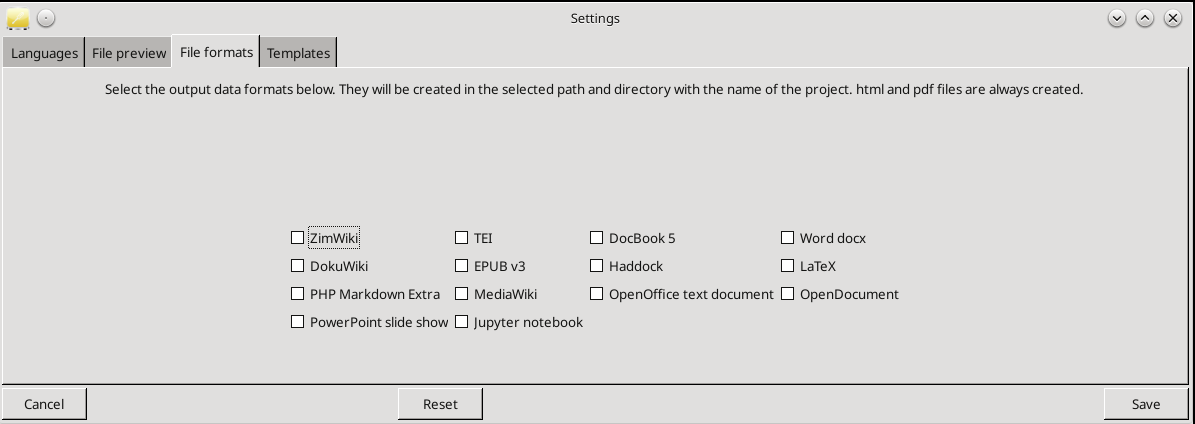 Settings
Languages File preview File formats Templates
Select the output data formats below. They will be created in the selected path and directory with the name of the project. html and pdf files are always created.
ZimWiki TEI DocBook 5 Word docx
DokuWiki EPUB v3 Haddock LaTeX
PHP Markdown Extra MediaWiki OpenOffice text document OpenDocument
PowerPoint slide show Jupyter notebook
Cancel Reset Save